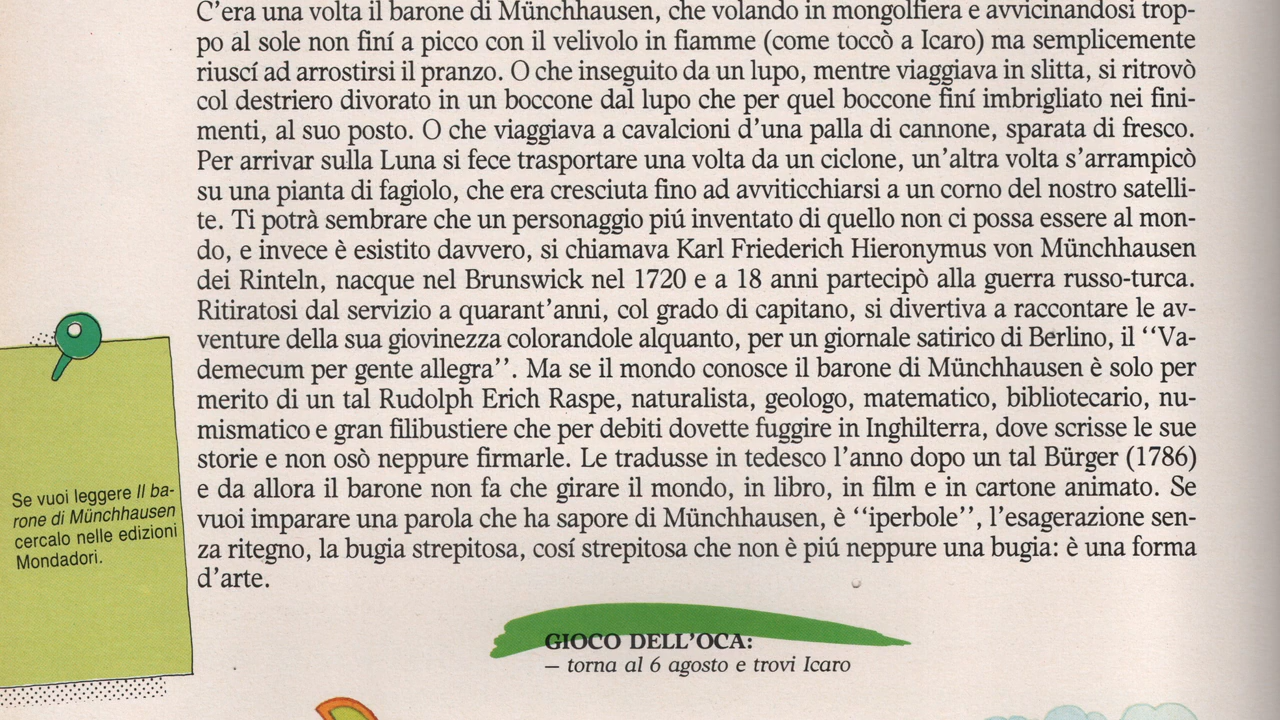 C'era una volta il barone di Münchhausen, che volando in mongolfiera e avvicinandosi trop-
po al sole non finí a picco con il velivolo in fiamme (come toccò a Icaro) ma semplicemente
riuscí ad arrostirsi il pranzo. O che inseguito da un lupo, mentre viaggiava in slitta, si ritrovò
col destriero divorato in un boccone dal lupo che per quel boccone finí imbrigliato nei fini-
menti, al suo posto. O che viaggiava a cavalcioni d'una palla di cannone, sparata di fresco.
Per arrivar sulla Luna si fece trasportare una volta da un ciclone, un'altra volta s'arrampicò
su una pianta di fagiolo, che era cresciuta fino ad avviticchiarsi a un corno del nostro satelli-
te. Ti potrà sembrare che un personaggio piú inventato di quello non ci possa essere al mon-
do, e invece è esistito davvero, si chiamava Karl Friederich Hieronymus von Münchhausen
dei Rinteln, nacque nel Brunswick nel 1720 e a 18 anni partecipò alla guerra russo-turca.
Ritiratosi dal servizio a quarant'anni, col grado di capitano, si divertiva a raccontare le av-
venture della sua giovinezza colorandole alquanto, per un giornale satirico di Berlino, il "Va-
demecum per gente allegra". Ma se il mondo conosce il barone di Münchhausen è solo per
merito di un tal Rudolph Erich Raspe, naturalista, geologo, matematico, bibliotecario, nu-
mismatico e gran filibustiere che per debiti dovette fuggire in Inghilterra, dove scrisse le sue
storie e non osò neppure firmarle. Le tradusse in tedesco l'anno dopo un tal Bürger (1786)
e da allora il barone non fa che girare il mondo, in libro, in film e in cartone animato. Se
vuoi imparare una parola che ha sapore di Münchhausen, è "iperbole", l'esagerazione sen-
za ritegno, la bugia strepitosa, cosí strepitosa che non è piú neppure una bugia: è una forma
d'arte.
Se vuoi leggere Il ba-
rone di Münchhausen
cercalo nelle edizioni
Mondadori.
GIOCO DELL'OCA:
– torna al 6 agosto e trovi Icaro